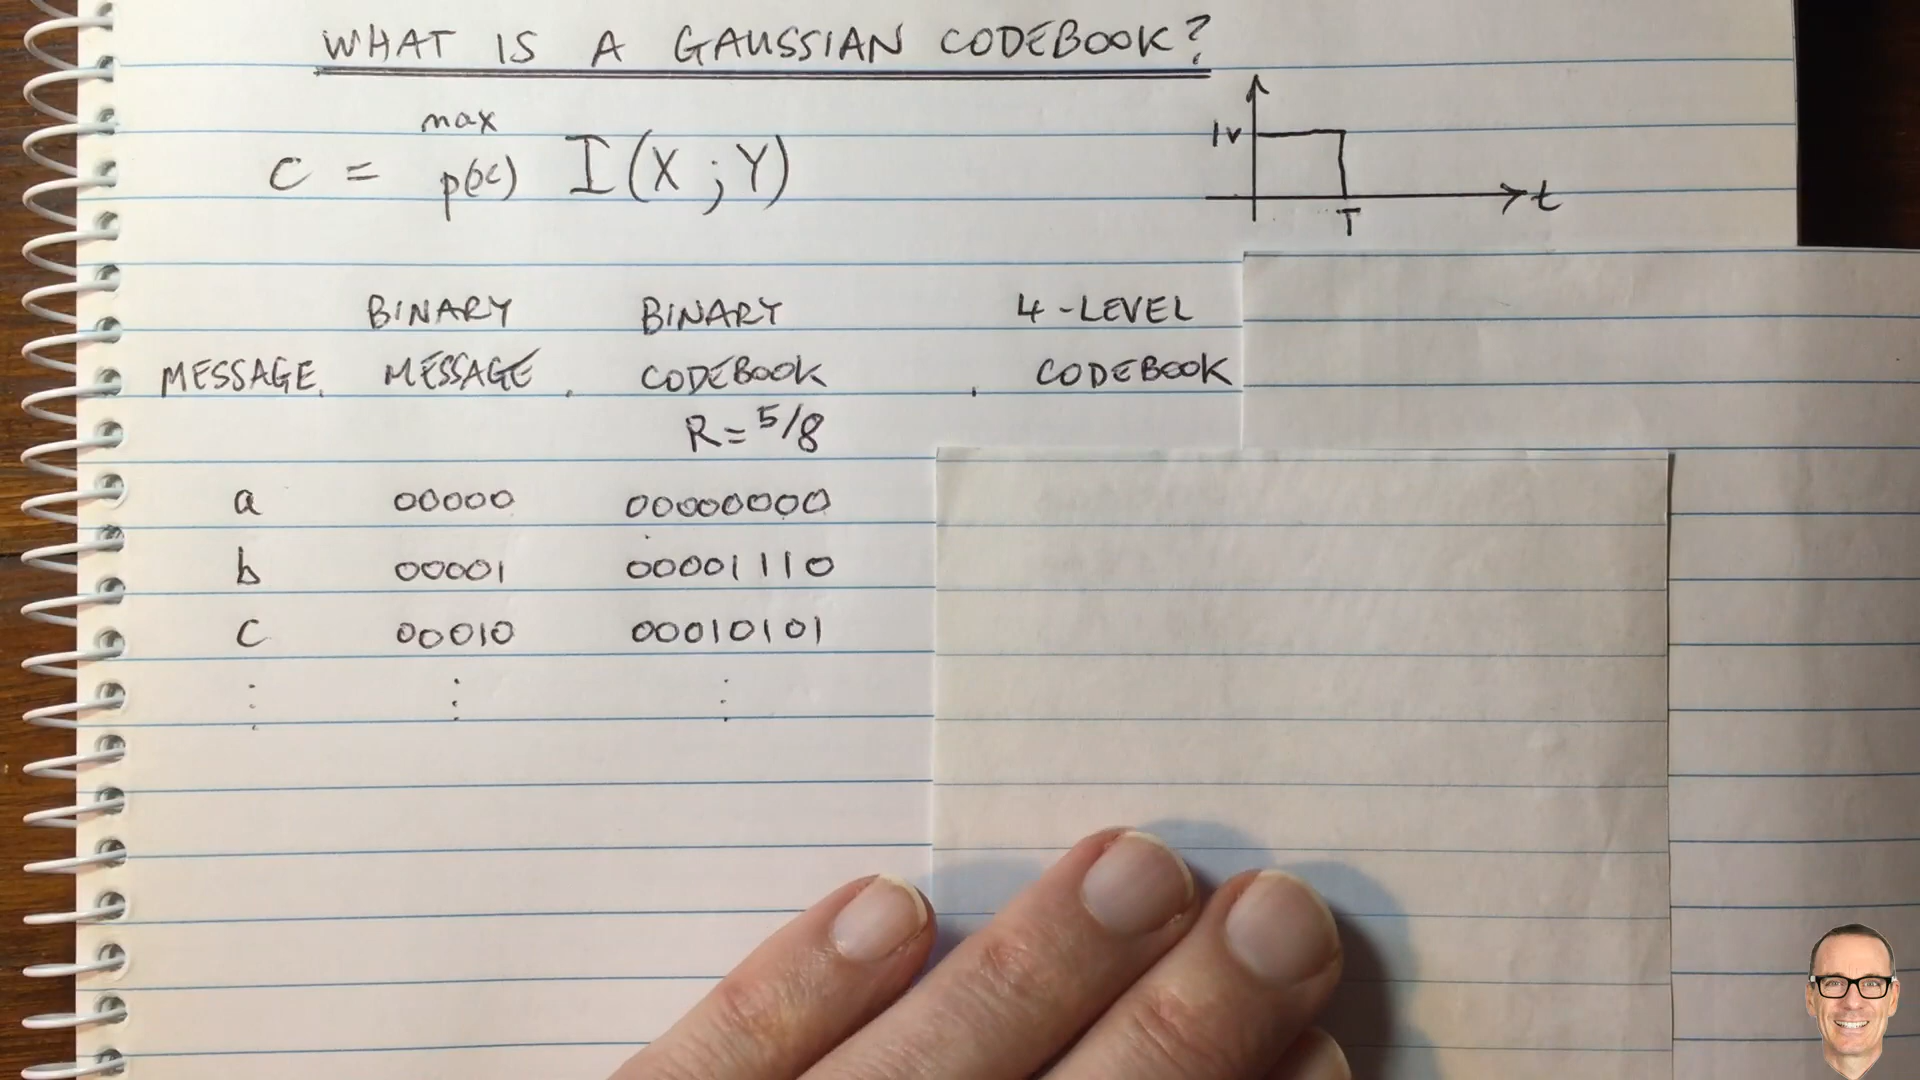 WHAT IS A GAUSSIAN CODEBOOK?
max
C = p(x) I(X;Y)
1v
t
T
BINARY BINARY 4-LEVEL
MESSAGE MESSAGE CODEBOOK CODEBOOK
R = 5/8
a 00000 00000000
b 00001 00001110
c 00010 00010101